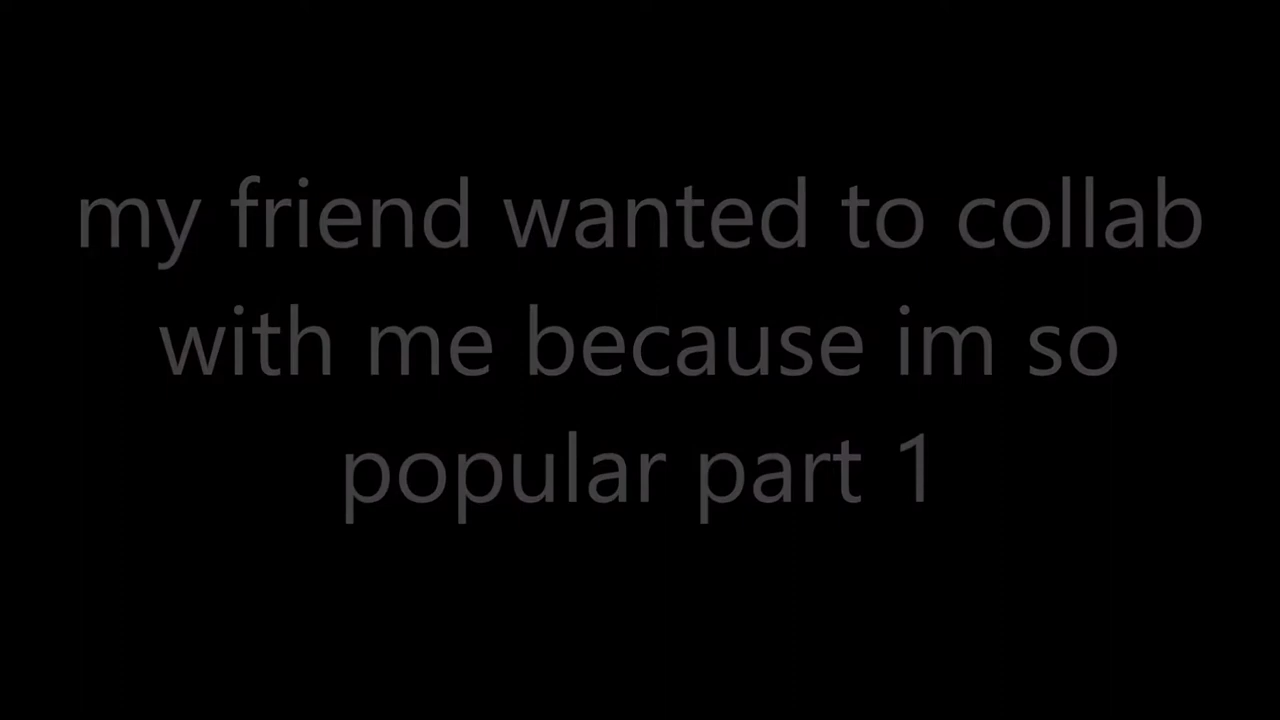 my friend wanted to collab
with me because im so
popular part 1